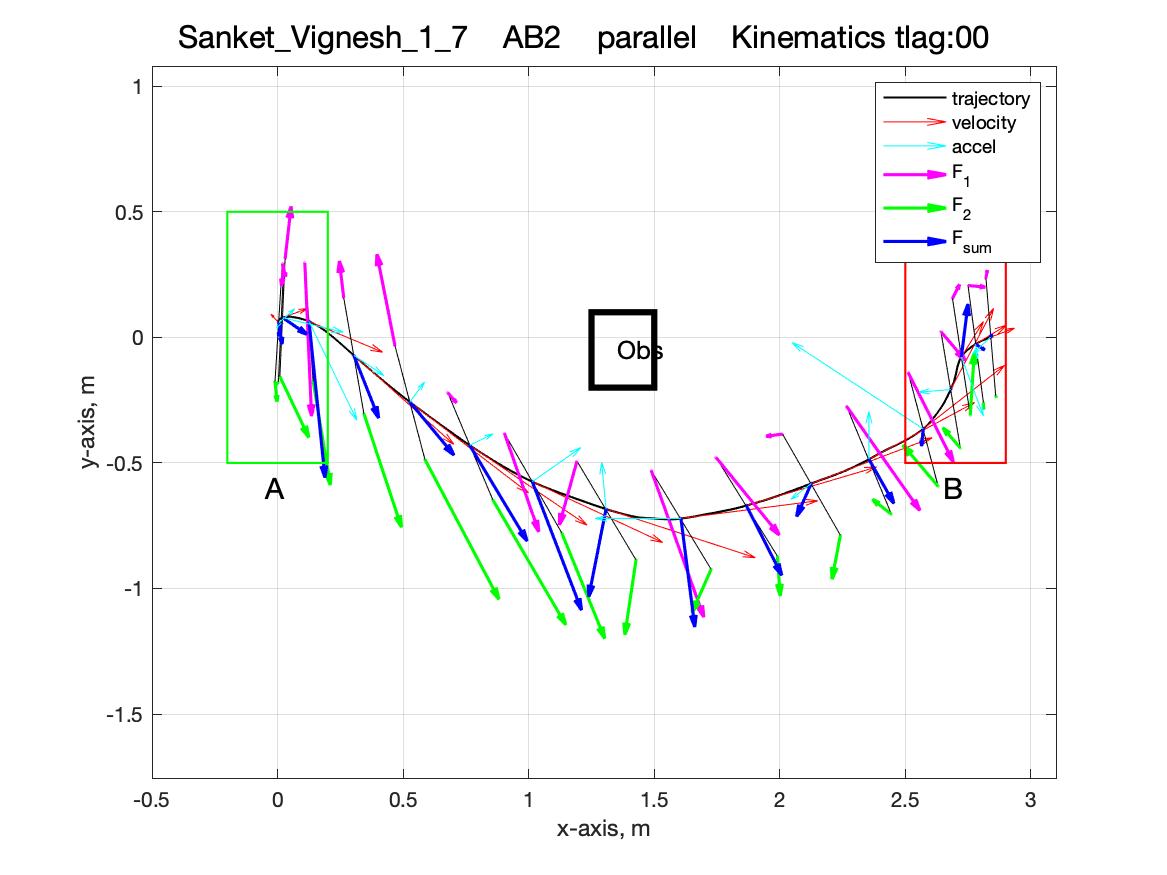 Sanket_Vignesh_1_7 AB2 parallel Kinematics tlag:00
trajectory
velocity
accel
F1
F2
Fsum
1
0.5
0
-0.5
-1
-1.5
y-axis, m
Obs
A
B
-0.5 0 0.5 1 1.5 2 2.5 3
x-axis, m